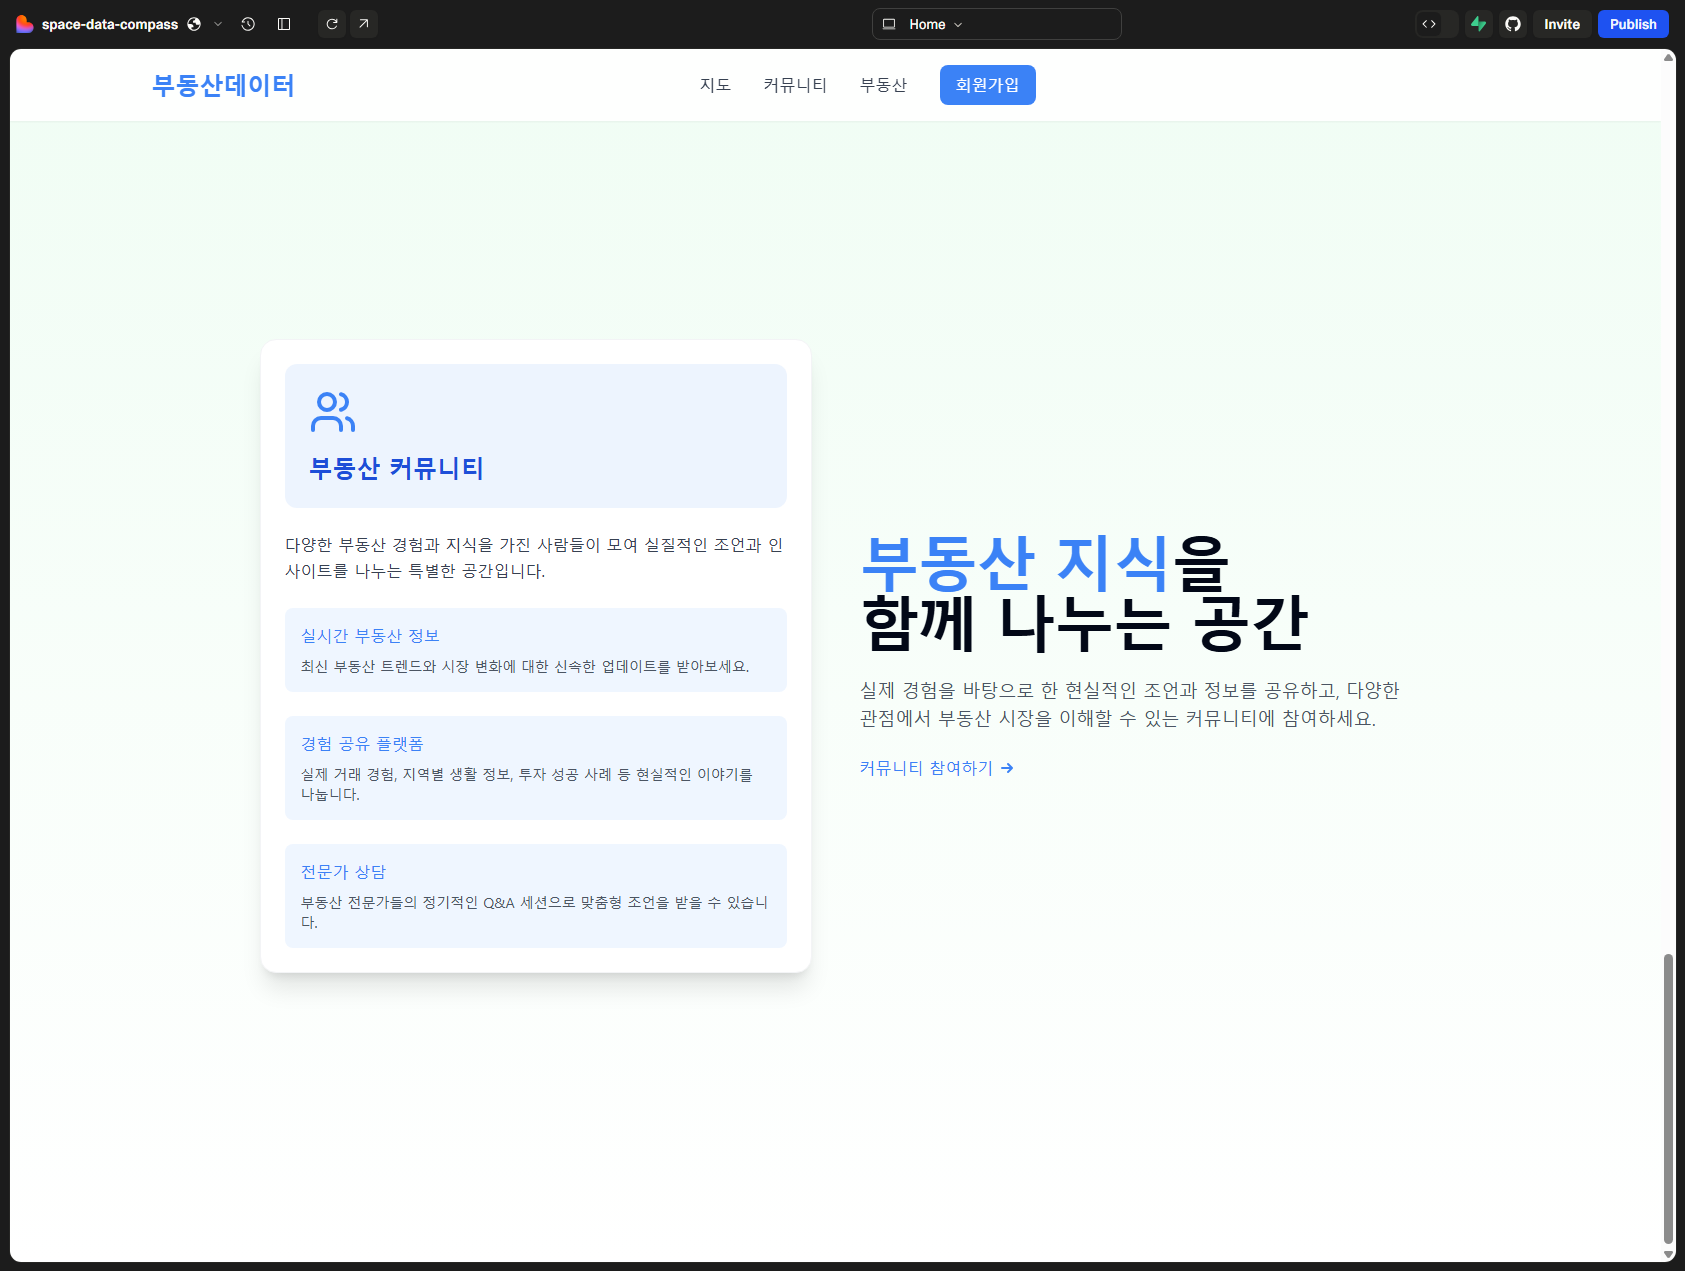 space-data-compass
Home
Invite
Publish
부동산데이터
지도
커뮤니티
부동산
회원가입
부동산 커뮤니티
다양한 부동산 경험과 지식을 가진 사람들이 모여 실질적인 조언과 인
사이트를 나누는 특별한 공간입니다.
실시간 부동산 정보
최신 부동산 트렌드와 시장 변화에 대한 신속한 업데이트를 받아보세요.
경험 공유 플랫폼
실제 거래 경험, 지역별 생활 정보, 투자 성공 사례 등 현실적인 이야기를
나눕니다.
전문가 상담
부동산 전문가들의 정기적인 Q&A 세션으로 맞춤형 조언을 받을 수 있습니
다.
부동산 지식을
함께 나누는 공간
실제 경험을 바탕으로 한 현실적인 조언과 정보를 공유하고, 다양한
관점에서 부동산 시장을 이해할 수 있는 커뮤니티에 참여하세요.
커뮤니티 참여하기 →